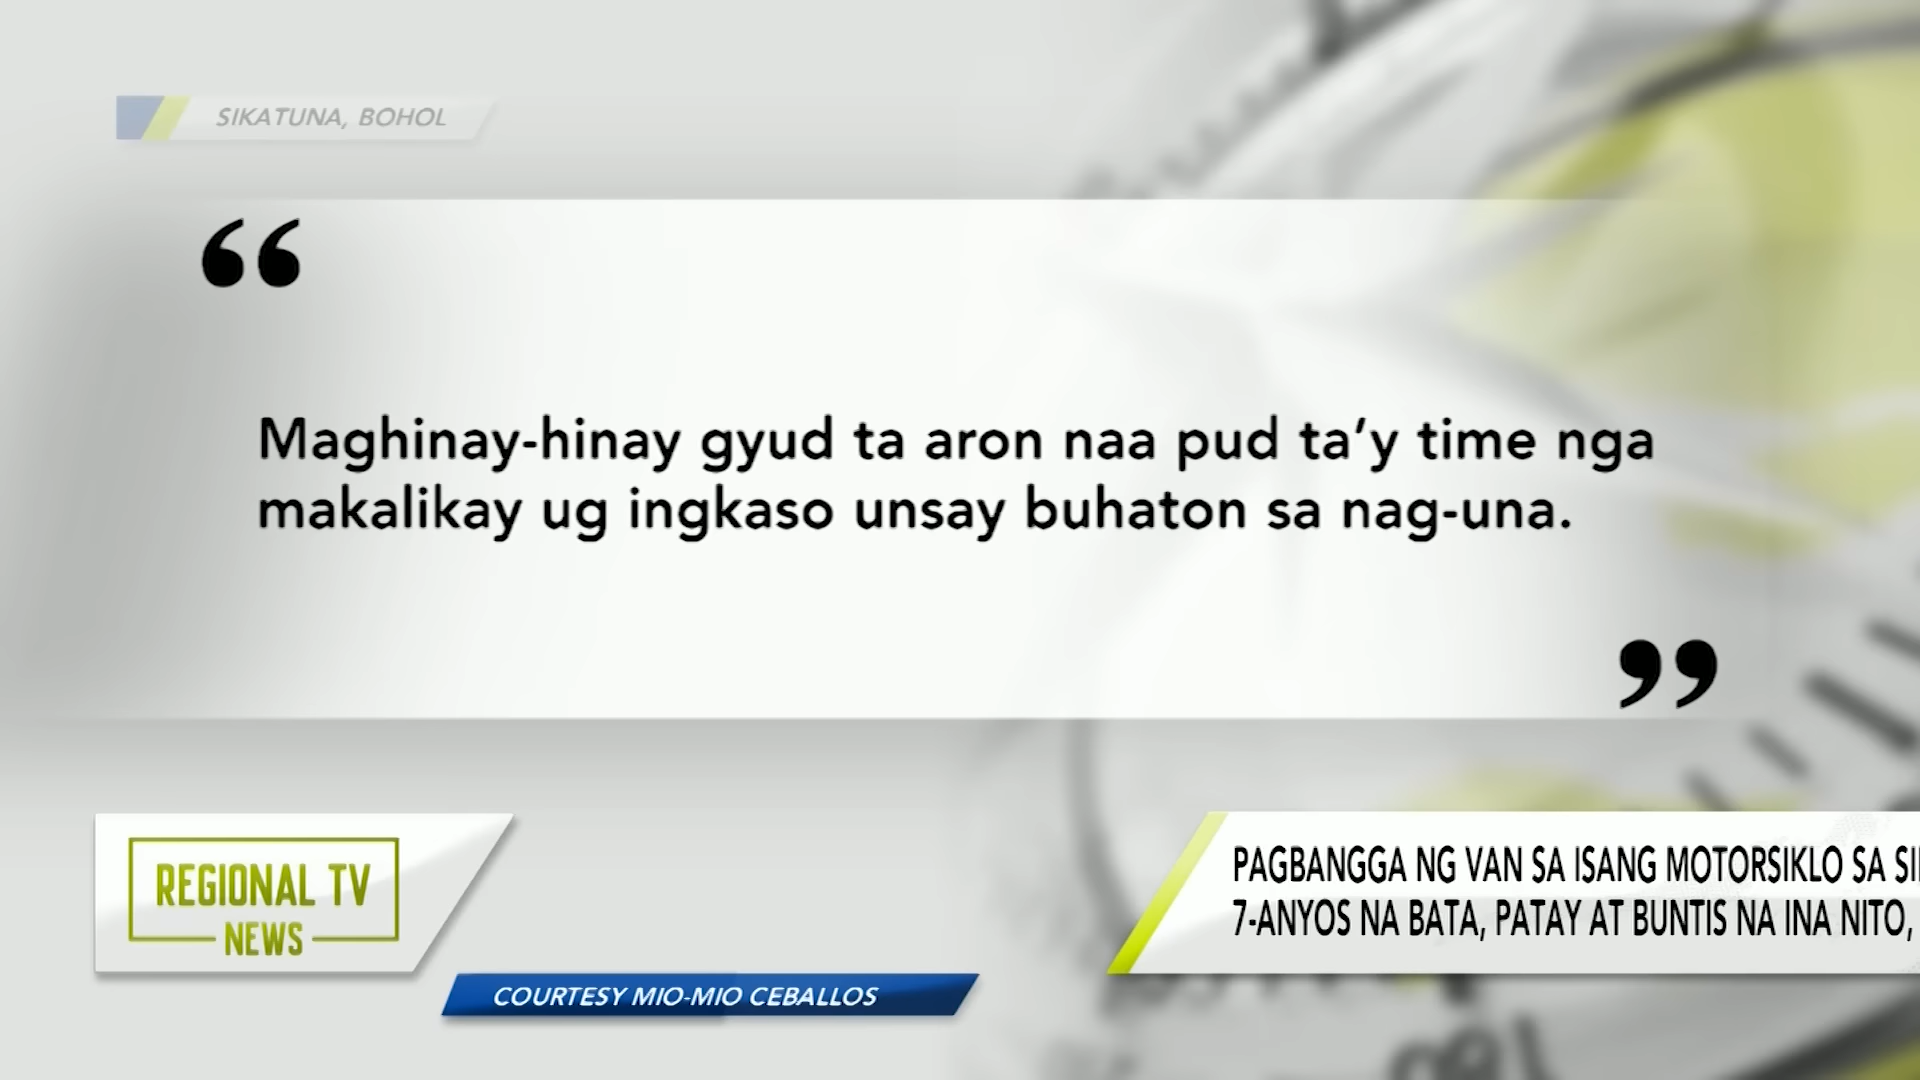 SIKATUNA, BOHOL
“
Maghinay-hinay gyud ta aron naa pud ta’y time nga
makalikay ug ingkaso unsay buhaton sa nag-una.
”
REGIONAL TV
NEWS
PAGBANGGA NG VAN SA ISANG MOTORSIKLO SA
7-ANYOS NA BATA, PATAY AT BUNTIS NA INA NITO,
COURTESY MIO-MIO CEBALLOS